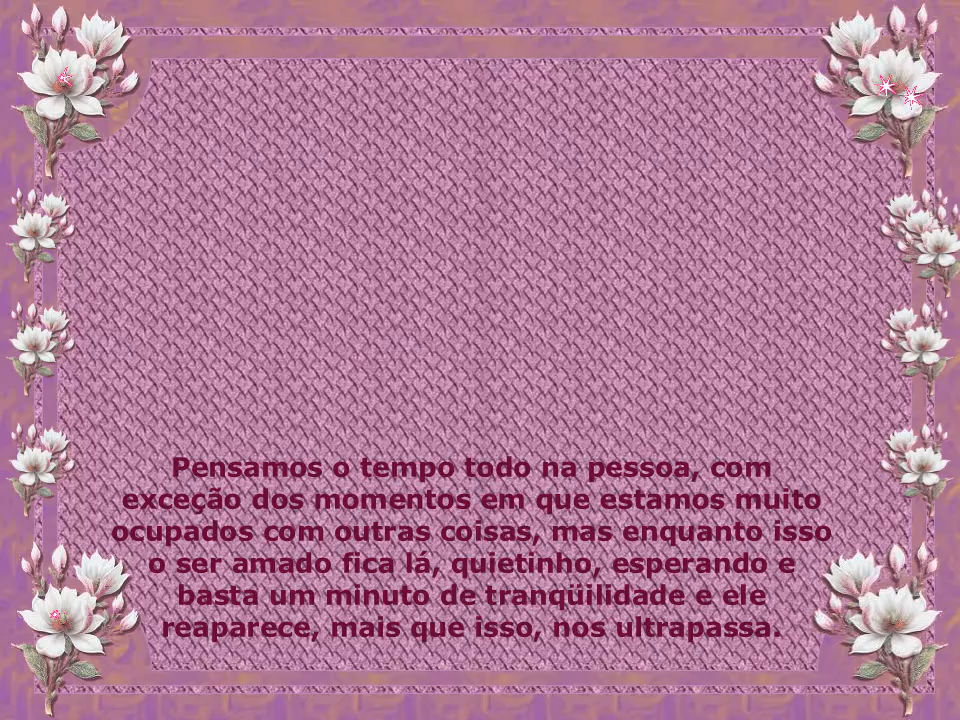 Pensamos o tempo todo na pessoa, com
exceção dos momentos em que estamos muito
ocupados com outras coisas, mas enquanto isso
o ser amado fica lá, quietinho, esperando e
basta um minuto de tranqüilidade e ele
reaparece, mais que isso, nos ultrapassa.